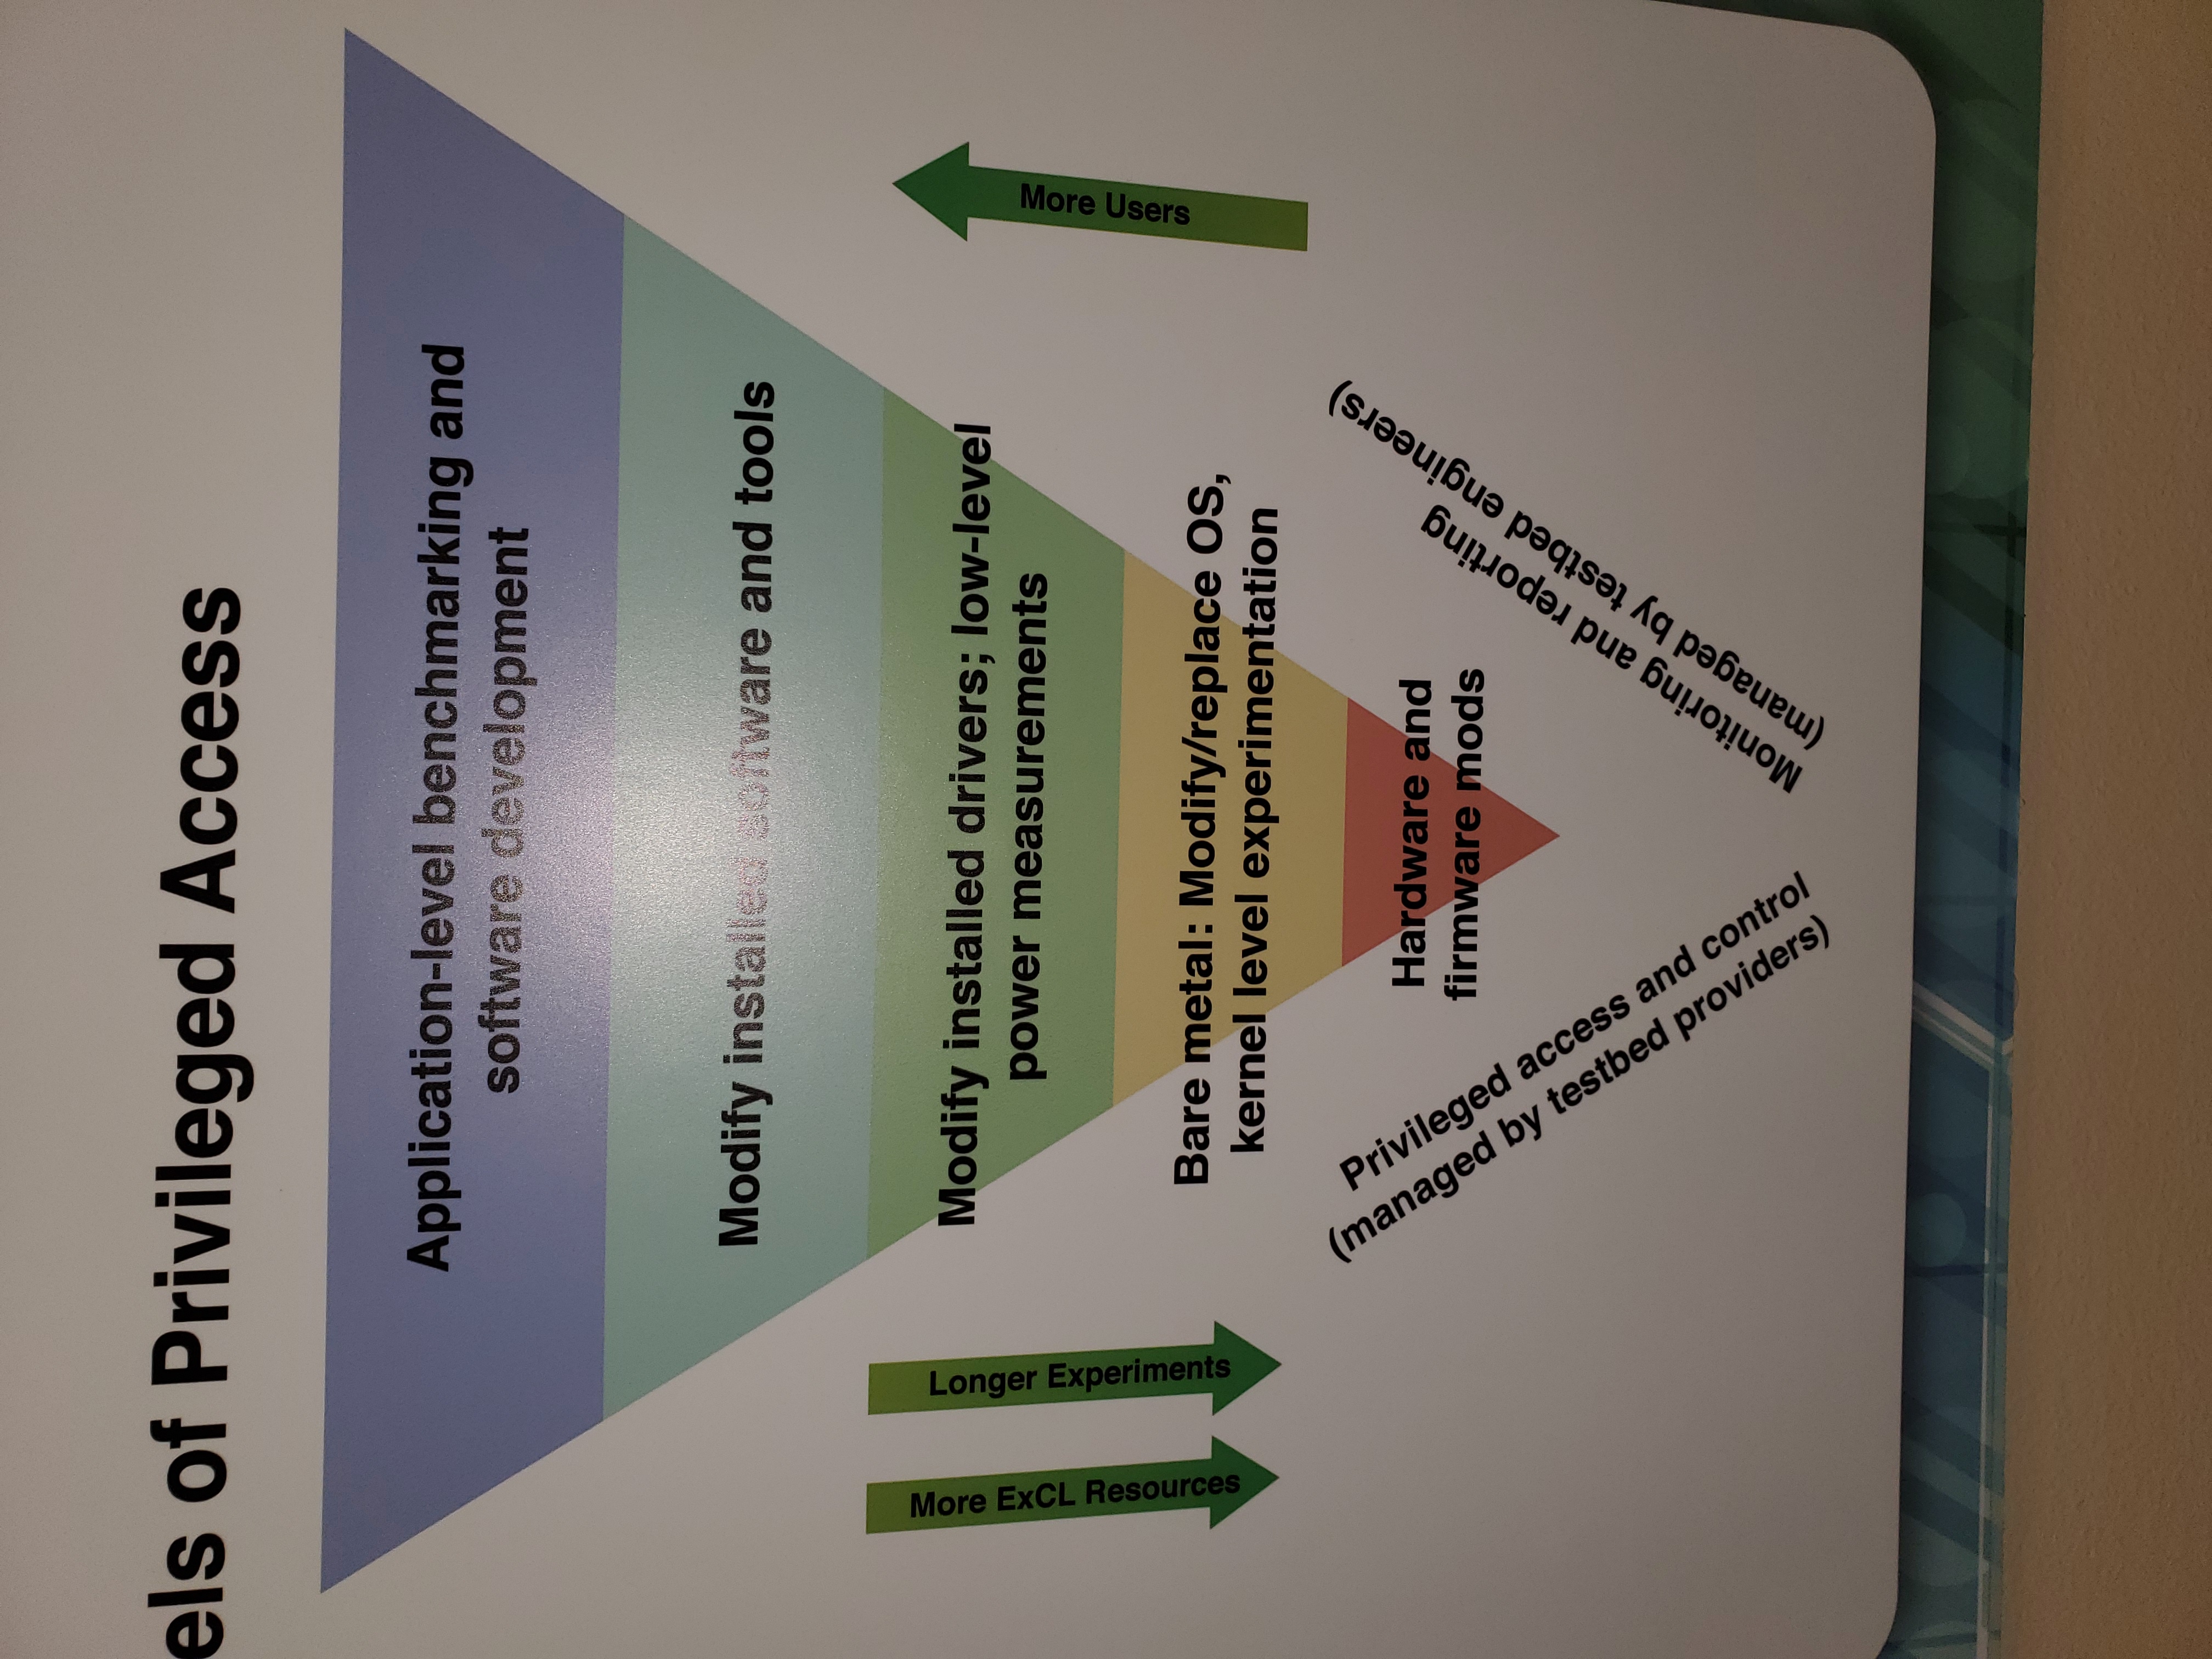 els of Privileged Access
Application-level benchmarking and
software development
Modify installed software and tools
Modify installed drivers; low-level
power measurements
Bare metal: Modify/replace OS,
kernel level experimentation
Hardware and
firmware mods
More ExCL Resources
Longer Experiments
More Users
Privileged access and control
(managed by testbed providers)
Monitoring and reporting
(managed by testbed engineers)